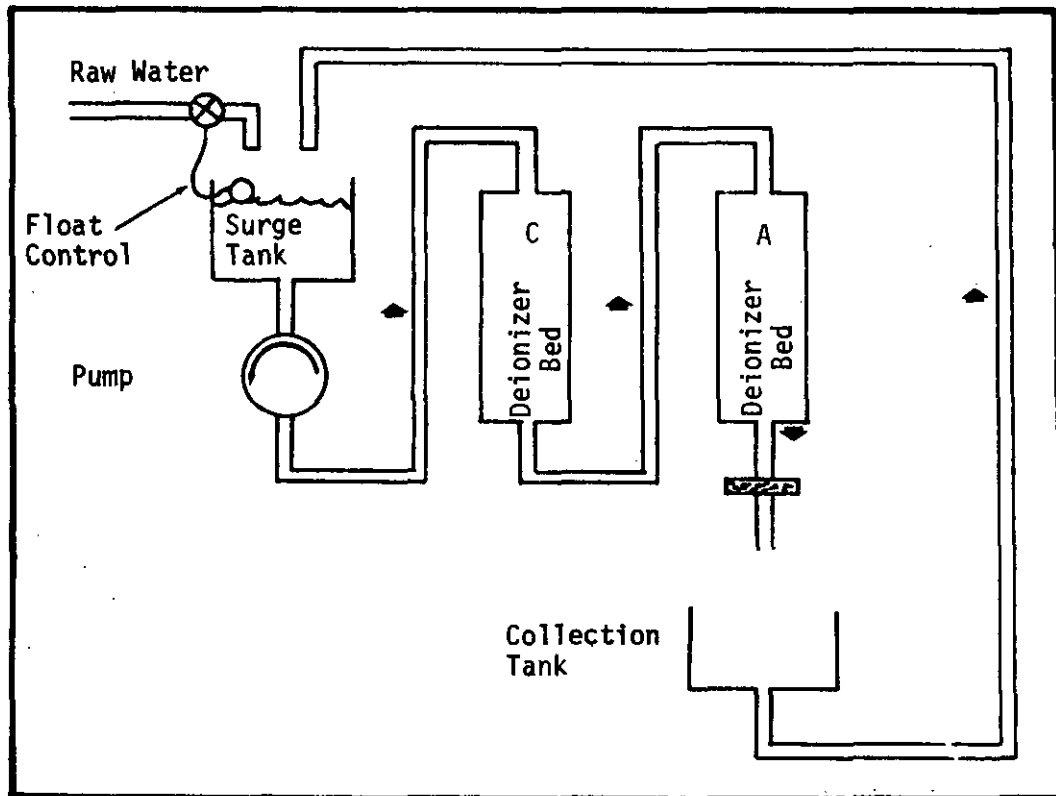 Raw Water
Float
Control
Surge
Tank
Pump
C
Deionizer
Bed
A
Deionizer
Bed
Collection
Tank